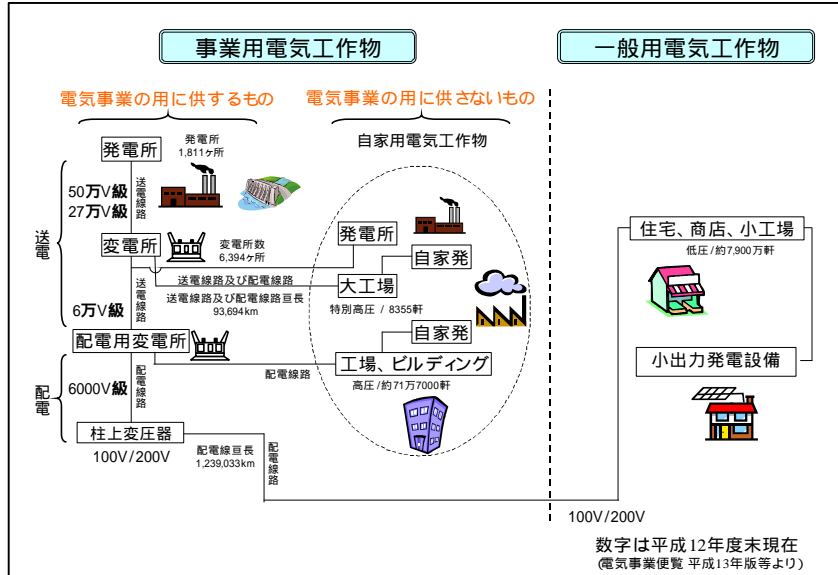 事業用電気工作物
一般用電気工作物
電気事業の用に供するもの
電気事業の用に供さないもの
自家用電気工作物
発電所
発電所
1,811ヶ所
50万V級
27万V級
送電線路
送電
変電所
変電所数
6,394ヶ所
送電線路及び配電線路
送電線路及び配電線路亘長
93,694km
6万V級
送電線路
配電用変電所
配電
6000V級
配電線路
配電線路
柱上変圧器
100V/200V
配電線亘長
1,239,033km
配電線路
発電所
自家発
大工場
特別高圧 / 8355軒
自家発
工場、ビルディング
高圧/約71万7000軒
住宅、商店、小工場
低圧/約7,900万軒
小出力発電設備
100V/200V
数字は平成12年度末現在
(電気事業便覧 平成13年版等より)